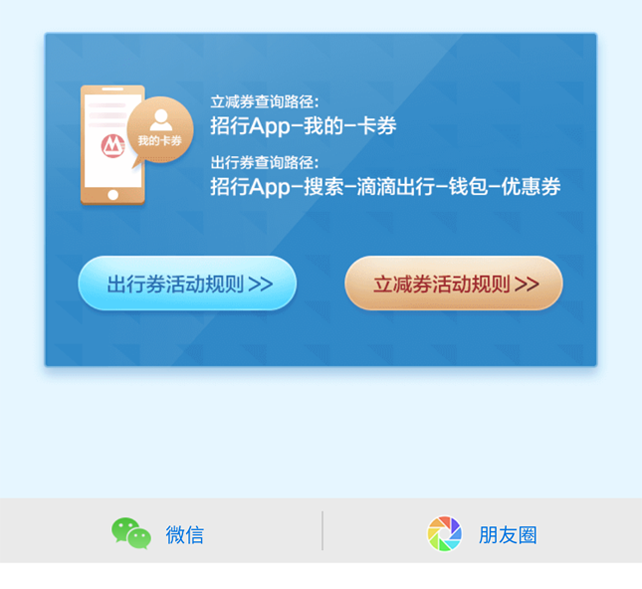 立减券查询路径：
招行App-我的-卡券
我的卡券
出行券查询路径：
招行App-搜索-滴滴出行-钱包-优惠券
出行券活动规则>>
立减券活动规则>>
微信
朋友圈